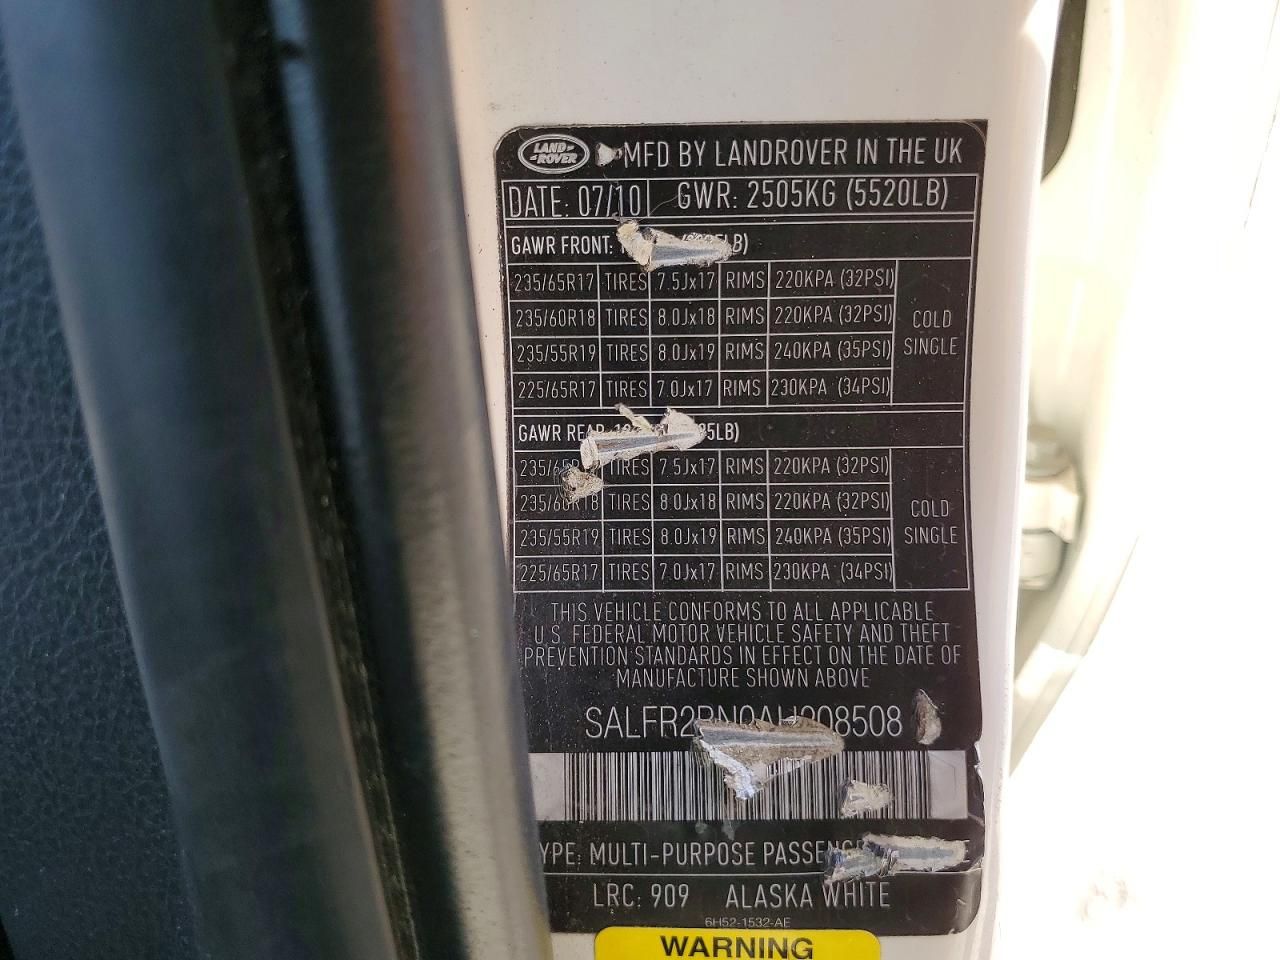 LAND-
-ROVER
MFD BY LANDROVER IN THE UK
DATE: 07/10 GWR: 2505KG (5520LB)
GAWR FRONT:
235/65R17 TIRES 7.5Jx17 RIMS 220KPA (32PSI)
235/60R18 TIRES 8.0Jx18 RIMS 220KPA (32PSI)
235/55R19 TIRES 8.0Jx19 RIMS 240KPA (35PSI)
225/65R17 TIRES 7.0Jx17 RIMS 230KPA (34PSI)
COLD
SINGLE
GAWR REAR
TIRES 7.5Jx17 RIMS 220KPA (32PSI)
235/60R18 TIRES 8.0Jx18 RIMS 220KPA (32PSI)
235/55R19 TIRES 8.0Jx19 RIMS 240KPA (35PSI)
225/65R17 TIRES 7.0Jx17 RIMS 230KPA (34PSI)
COLD
SINGLE
THIS VEHICLE CONFORMS TO ALL APPLICABLE
U.S. FEDERAL MOTOR VEHICLE SAFETY AND THEFT
PREVENTION STANDARDS IN EFFECT ON THE DATE OF
MANUFACTURE SHOWN ABOVE
YPE: MULTI-PURPOSE
LRC: 909 ALASKA WHITE
6H52-1532-AE
WARNING